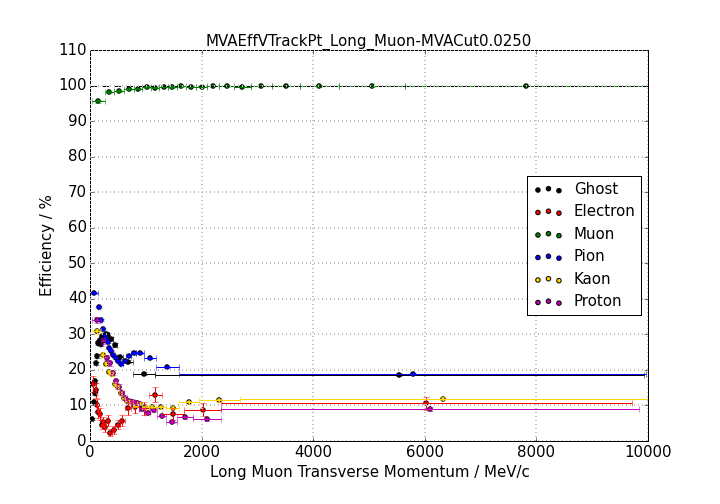 MVAEffVTrackPt_Long_Muon-MVACut0.0250
110
100
90
80
70
60
50
40
30
20
10
0
Efficiency / %
Ghost
Electron
Muon
Pion
Kaon
Proton
0 2000 4000 6000 8000 10000
Long Muon Transverse Momentum / MeV/c